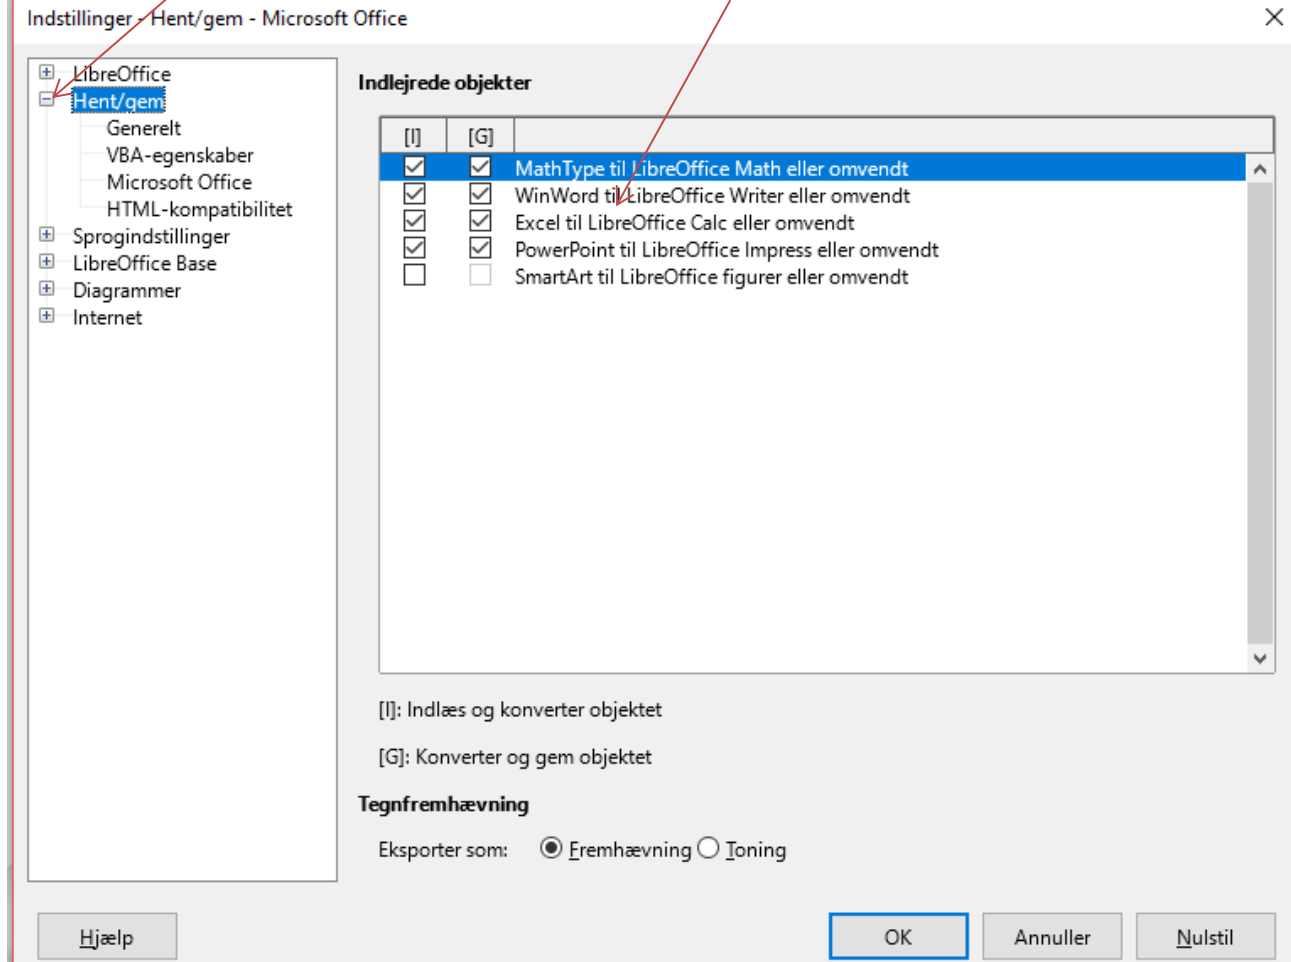 Indstillinger - Hent/gem - Microsoft Office
LibreOffice
Hent/gem
Generelt
VBA-egenskaber
Microsoft Office
HTML-kompatibilitet
Sprogindstillinger
LibreOffice Base
Diagrammer
Internet
Indlejrede objekter
[I] [G]
MathType til LibreOffice Math eller omvendt
WinWord til LibreOffice Writer eller omvendt
Excel til LibreOffice Calc eller omvendt
PowerPoint til LibreOffice Impress eller omvendt
SmartArt til LibreOffice figurer eller omvendt
[I]: Indlæs og konverter objektet
[G]: Konverter og gem objektet
Tegnfremhævning
Eksporter som: Fremhævning Toning
Hjælp OK Annuller Nulstil